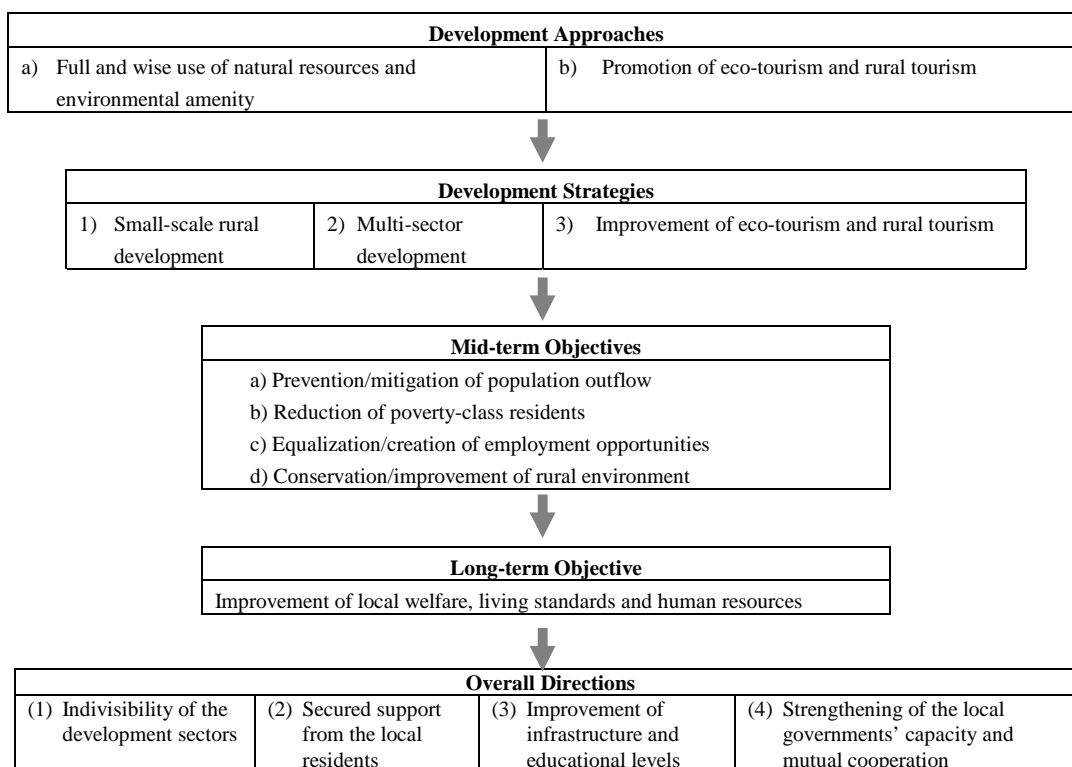 Development Approaches
a) Full and wise use of natural resources and
environmental amenity
b) Promotion of eco-tourism and rural tourism
Development Strategies
1) Small-scale rural
development
2) Multi-sector
development
3) Improvement of eco-tourism and rural tourism
Mid-term Objectives
a) Prevention/mitigation of population outflow
b) Reduction of poverty-class residents
c) Equalization/creation of employment opportunities
d) Conservation/improvement of rural environment
Long-term Objective
Improvement of local welfare, living standards and human resources
Overall Directions
(1) Indivisibility of the
development sectors
(2) Secured support
from the local
residents
(3) Improvement of
infrastructure and
educational levels
(4) Strengthening of the local
governments’ capacity and
mutual cooperation